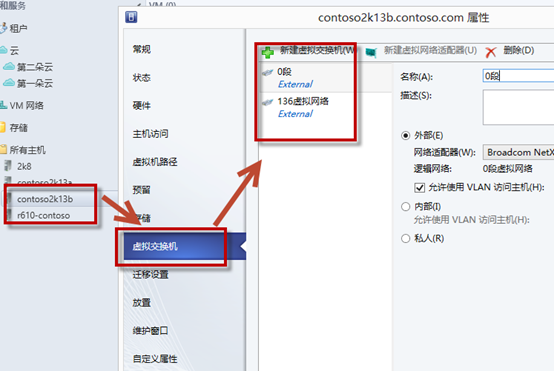 和服务
VM (0)
租户
云
第二朵云
第一朵云
VM 网络
存储
所有主机
2k8
contoso2k13a
contoso2k13b
r610-contoso
contoso2k13b.contoso.com 属性
常规
状态
硬件
主机访问
虚拟机路径
预留
存储
虚拟交换机
迁移设置
放置
维护窗口
自定义属性
新建虚拟交换机(W)
新建虚拟网络适配器(U)
删除(D)
0段
External
136虚拟网络
External
名称(A):
0段
描述(S):
外部(E)
网络适配器(W):
Broadcom NetX
逻辑网络:
0段虚拟网络
允许使用 VLAN 访问主机(H):
内部(I)
允许使用 VLAN 访问主机(H):
私人(R)